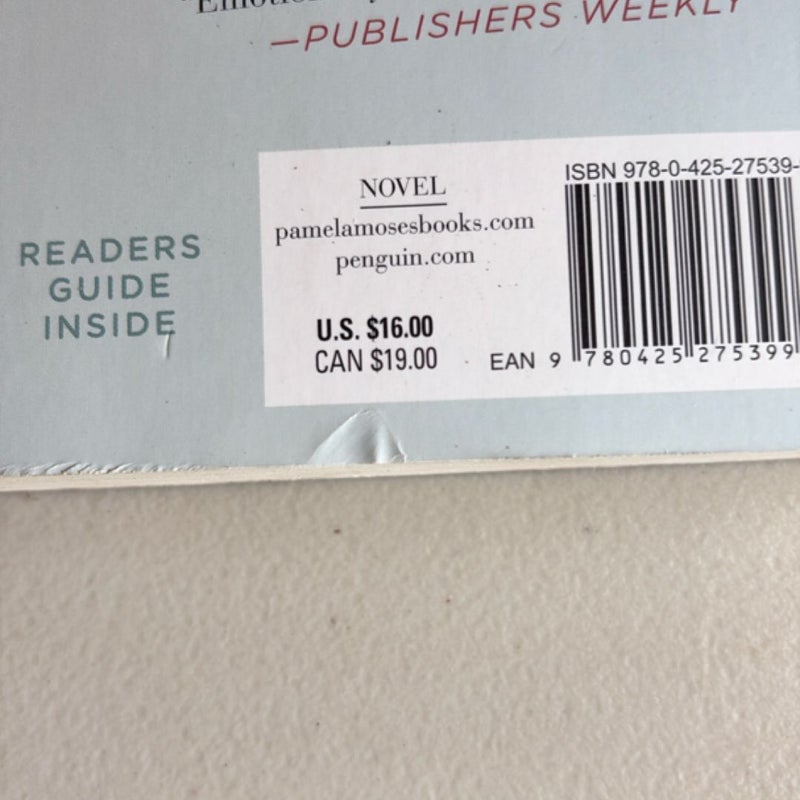 —PUBLISHERS WEEKLY
NOVEL
pamelamosesbooks.com
penguin.com
READERS
GUIDE
INSIDE
U.S. $16.00
CAN $19.00
ISBN 978-0-425-27539-
EAN 9 780425 275399